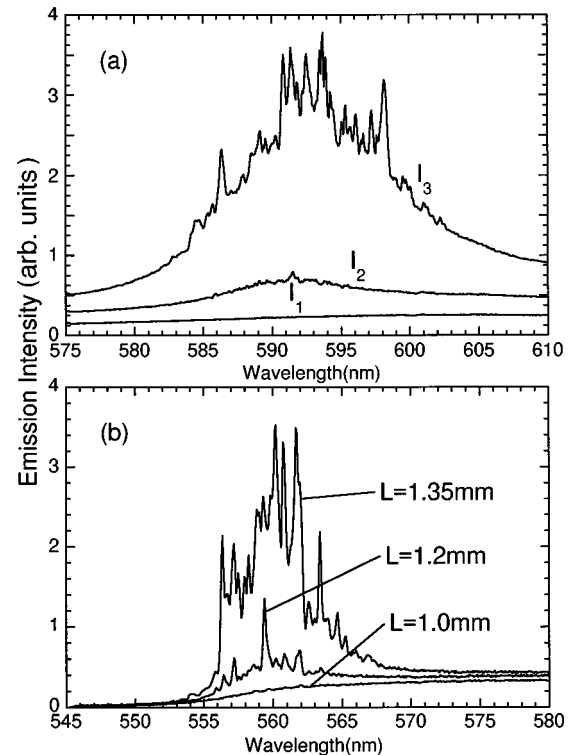 Emission Intensity (arb. units)
(a)
4
3
2
1
0
I3
I2
I1
575 580 585 590 595 600 605 610
Wavelength(nm)
(b)
4
3
2
1
0
L=1.35mm
L=1.2mm
L=1.0mm
545 550 555 560 565 570 575 580
Wavelength(nm)